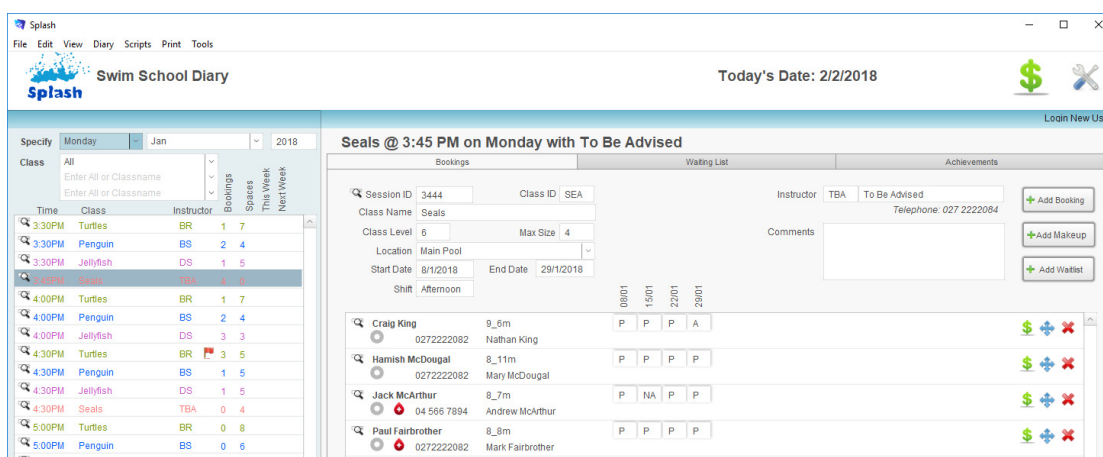 Splash
File Edit View Diary Scripts Print Tools
Splash
Swim School Diary
Today's Date: 2/2/2018
Login New Us
Specify Monday Jan 2018
Class All
Enter All or Classname
Enter All or Classname
Time Class Instructor Bookings Spaces This Week Next Week
3:30PM Turtles BR 1 7
3:30PM Penguin BS 2 4
3:30PM Jellyfish DS 1 5
3:45PM Seals TBA 4 0
4:00PM Turtles BR 1 7
4:00PM Penguin BS 2 4
4:00PM Jellyfish DS 3 3
4:30PM Turtles BR 3 5
4:30PM Penguin BS 1 5
4:30PM Jellyfish DS 1 5
4:30PM Seals TBA 0 4
5:00PM Turtles BR 0 8
5:00PM Penguin BS 0 6
Seals @ 3:45 PM on Monday with To Be Advised
Bookings Waiting List Achievements
Session ID 3444 Class ID SEA Instructor TBA To Be Advised
Telephone: 027 2222084
Class Name Seals
Class Level 6 Max Size 4 Comments
Location Main Pool
Start Date 8/1/2018 End Date 29/1/2018
Shift Afternoon
Add Booking
Add Makeup
Add Waitlist
08/01 15/01 22/01 29/01
Craig King 9_6m P P P A
0272222082 Nathan King
Hamish McDougal 8_11m P P P P
0272222082 Mary McDougal
Jack McArthur 8_7m P NA P P
04 566 7894 Andrew McArthur
Paul Fairbrother 8_8m P P P P
0272222082 Mark Fairbrother